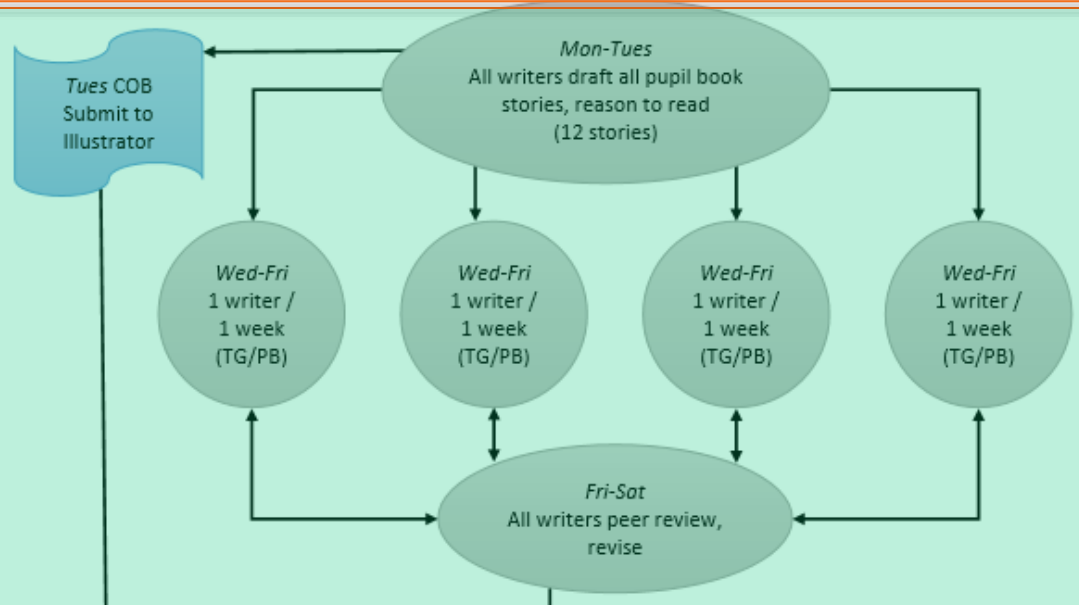 Mon-Tues
All writers draft all pupil book
stories, reason to read
(12 stories)
Tues COB
Submit to
Illustrator
Wed-Fri
1 writer /
1 week
(TG/PB)
Wed-Fri
1 writer /
1 week
(TG/PB)
Wed-Fri
1 writer /
1 week
(TG/PB)
Wed-Fri
1 writer /
1 week
(TG/PB)
Fri-Sat
All writers peer review,
revise